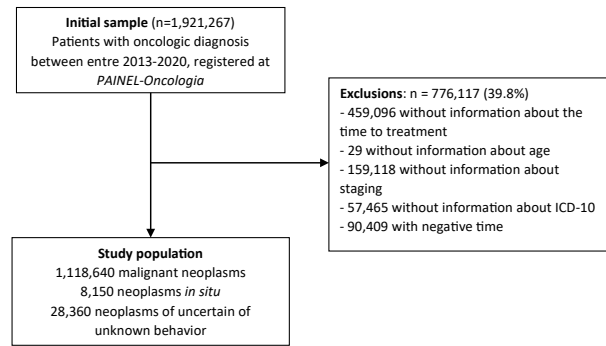 Initial sample (n=1,921,267)
Patients with oncologic diagnosis
between entre 2013-2020, registered at
PAINEL-Oncologia
Exclusions: n = 776,117 (39.8%)
- 459,096 without information about the
time to treatment
- 29 without information about age
- 159,118 without information about
staging
- 57,465 without information about ICD-10
- 90,409 with negative time
Study population
1,118,640 malignant neoplasms
8,150 neoplasms in situ
28,360 neoplasms of uncertain of
unknown behavior